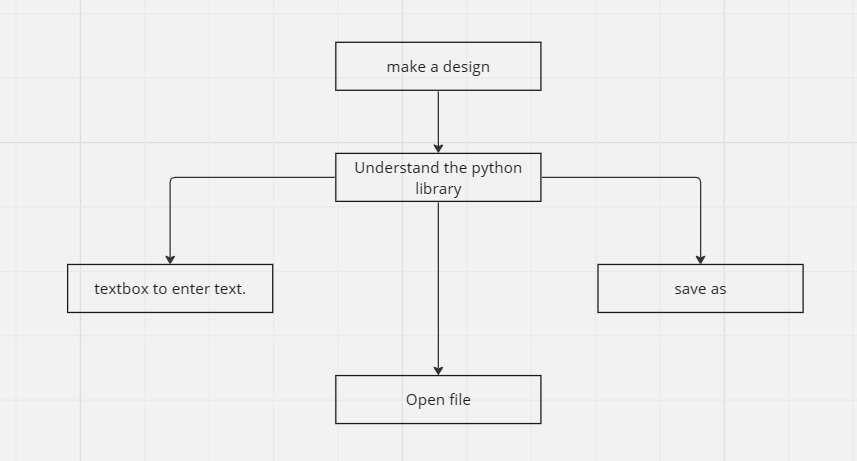 make a design
Understand the python
library
textbox to enter text.
save as
Open file